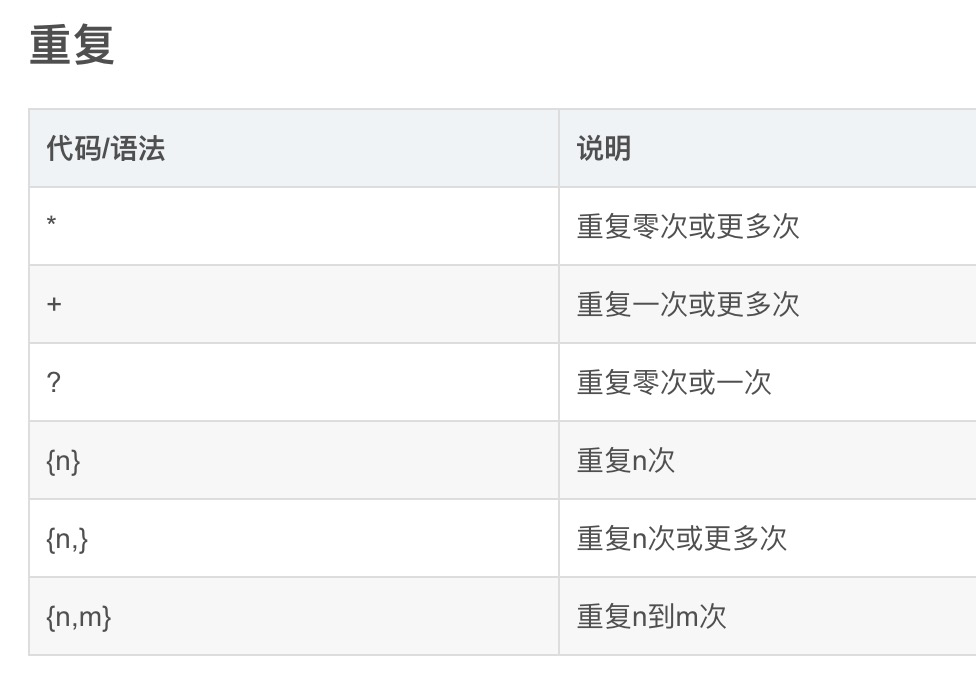 重复
代码/语法 说明
* 重复零次或更多次
+ 重复一次或更多次
? 重复零次或一次
{n} 重复n次
{n,} 重复n次或更多次
{n,m} 重复n到m次